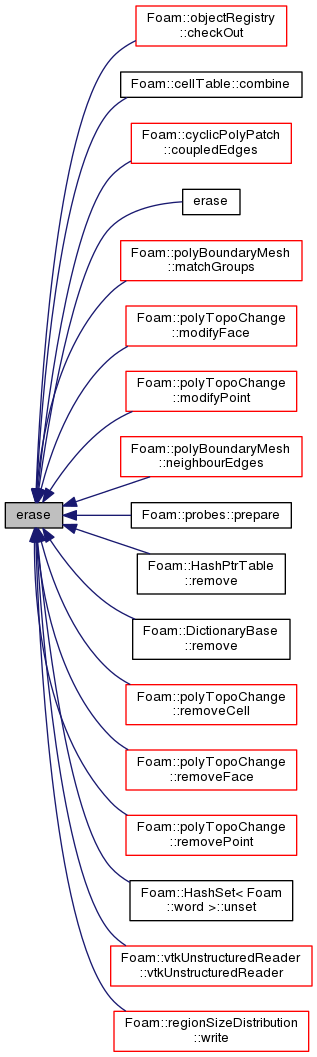 Foam::objectRegistry
::checkOut
Foam::cellTable::combine
Foam::cyclicPolyPatch
::coupledEdges
erase
Foam::polyBoundaryMesh
::matchGroups
Foam::polyTopoChange
::modifyFace
Foam::polyTopoChange
::modifyPoint
Foam::polyBoundaryMesh
::neighbourEdges
erase
Foam::probes::prepare
Foam::HashPtrTable
::remove
Foam::DictionaryBase
::remove
Foam::polyTopoChange
::removeCell
Foam::polyTopoChange
::removeFace
Foam::polyTopoChange
::removePoint
Foam::HashSet< Foam
::word >::unset
Foam::vtkUnstructuredReader
::vtkUnstructuredReader
Foam::regionSizeDistribution
::write